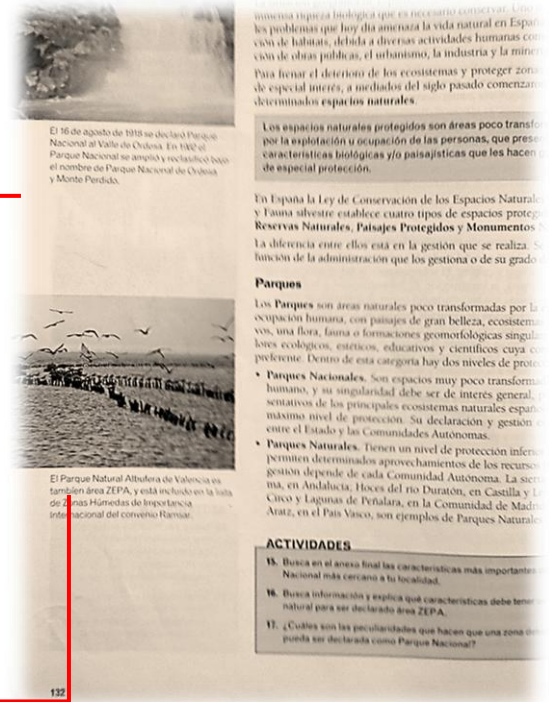 El 16 de agosto de 1918 se declaró Parque
Nacional al Valle de Ordesa. En 1982 el
Parque Nacional se amplió y reclasificó bajo
el nombre de Parque Nacional de Ordesa
y Monte Perdido.
El Parque Natural Albufera de Valencia es
también área ZEPA, y está incluido en la lista
de Zonas Húmedas de Importancia
Internacional del convenio Ramsar.
inmensa riqueza biológica que es necesario conservar. Uno
les problemas que hoy día amenaza la vida natural en Españ
ción de hábitats, debida a diversas actividades humanas co
ción de obras públicas, el urbanismo, la industria y la miner
Para frenar el deterioro de los ecosistemas y proteger zon
de especial interés, a mediados del siglo pasado comenzaro
determinados espacios naturales.
Los espacios naturales protegidos son áreas poco transfo
por la explotación u ocupación de las personas, que pres
características biológicas y/o paisajísticas que les hacen
de especial protección.
En España la Ley de Conservación de los Espacios Naturale
y Fauna silvestre establece cuatro tipos de espacios proteg
Reservas Naturales, Paisajes Protegidos y Monumentos
La diferencia entre ellos está en la gestión que se realiza. S
función de la administración que los gestiona o de su grado
Parques
Los Parques son áreas naturales poco transformadas por la
ocupación humana, con paisajes de gran belleza, ecosistema
vos, una flora, fauna o formaciones geomorfológicas singula
lores ecológicos, estéticos, educativos y científicos cuya co
preferente. Dentro de esta categoría hay dos niveles de prote
• Parques Nacionales. Son espacios muy poco transforma
humano, y su singularidad debe ser de interés general,
sentativos de los principales ecosistemas naturales españ
máximo nivel de protección. Su declaración y gestión
entre el Estado y las Comunidades Autónomas.
• Parques Naturales. Tienen un nivel de protección inferio
permiten determinados aprovechamientos de los recursos
gestión depende de cada Comunidad Autónoma. La sier
ma, en Andalucía, Hoces del río Duratón, en Castilla y L
Circo y Lagunas de Peñalara, en la Comunidad de Madr
Aratz, en el País Vasco, son ejemplos de Parques Naturale
ACTIVIDADES
15. Busca en el anexo final las características más importantes
Nacional más cercano a tu localidad.
16. Busca información y explica qué características debe tener
natural para ser declarado área ZEPA.
17. ¿Cuáles son las peculiaridades que hacen que una zona de
pueda ser declarada como Parque Nacional?
132